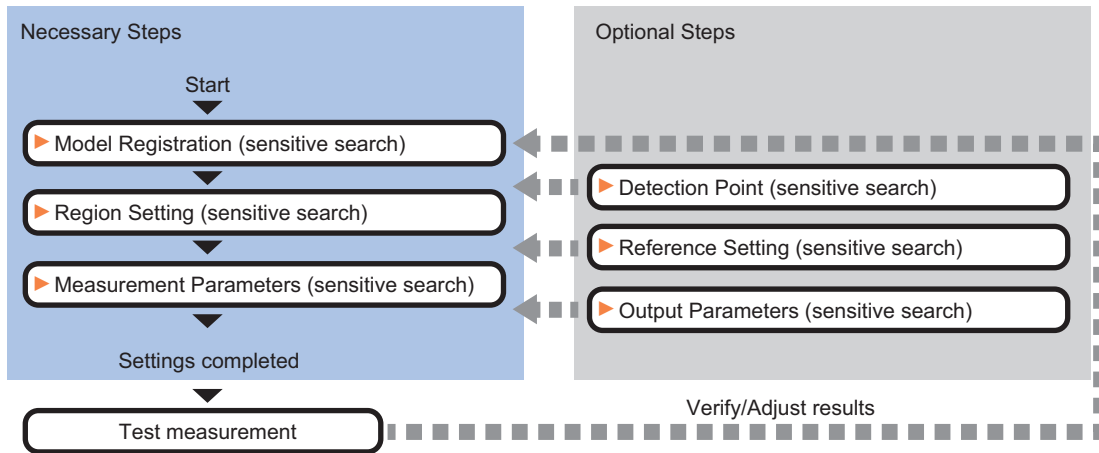 Necessary Steps
Start
Model Registration (sensitive search)
Region Setting (sensitive search)
Measurement Parameters (sensitive search)
Settings completed
Test measurement
Optional Steps
Detection Point (sensitive search)
Reference Setting (sensitive search)
Output Parameters (sensitive search)
Verify/Adjust results